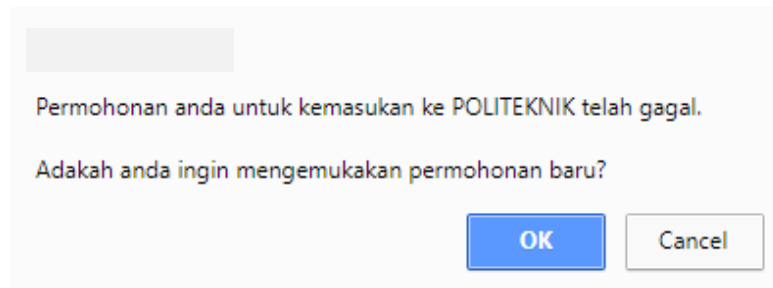 Permohonan anda untuk kemasukan ke POLITEKNIK telah gagal.
Adakah anda ingin mengemukakan permohonan baru?
OK
Cancel